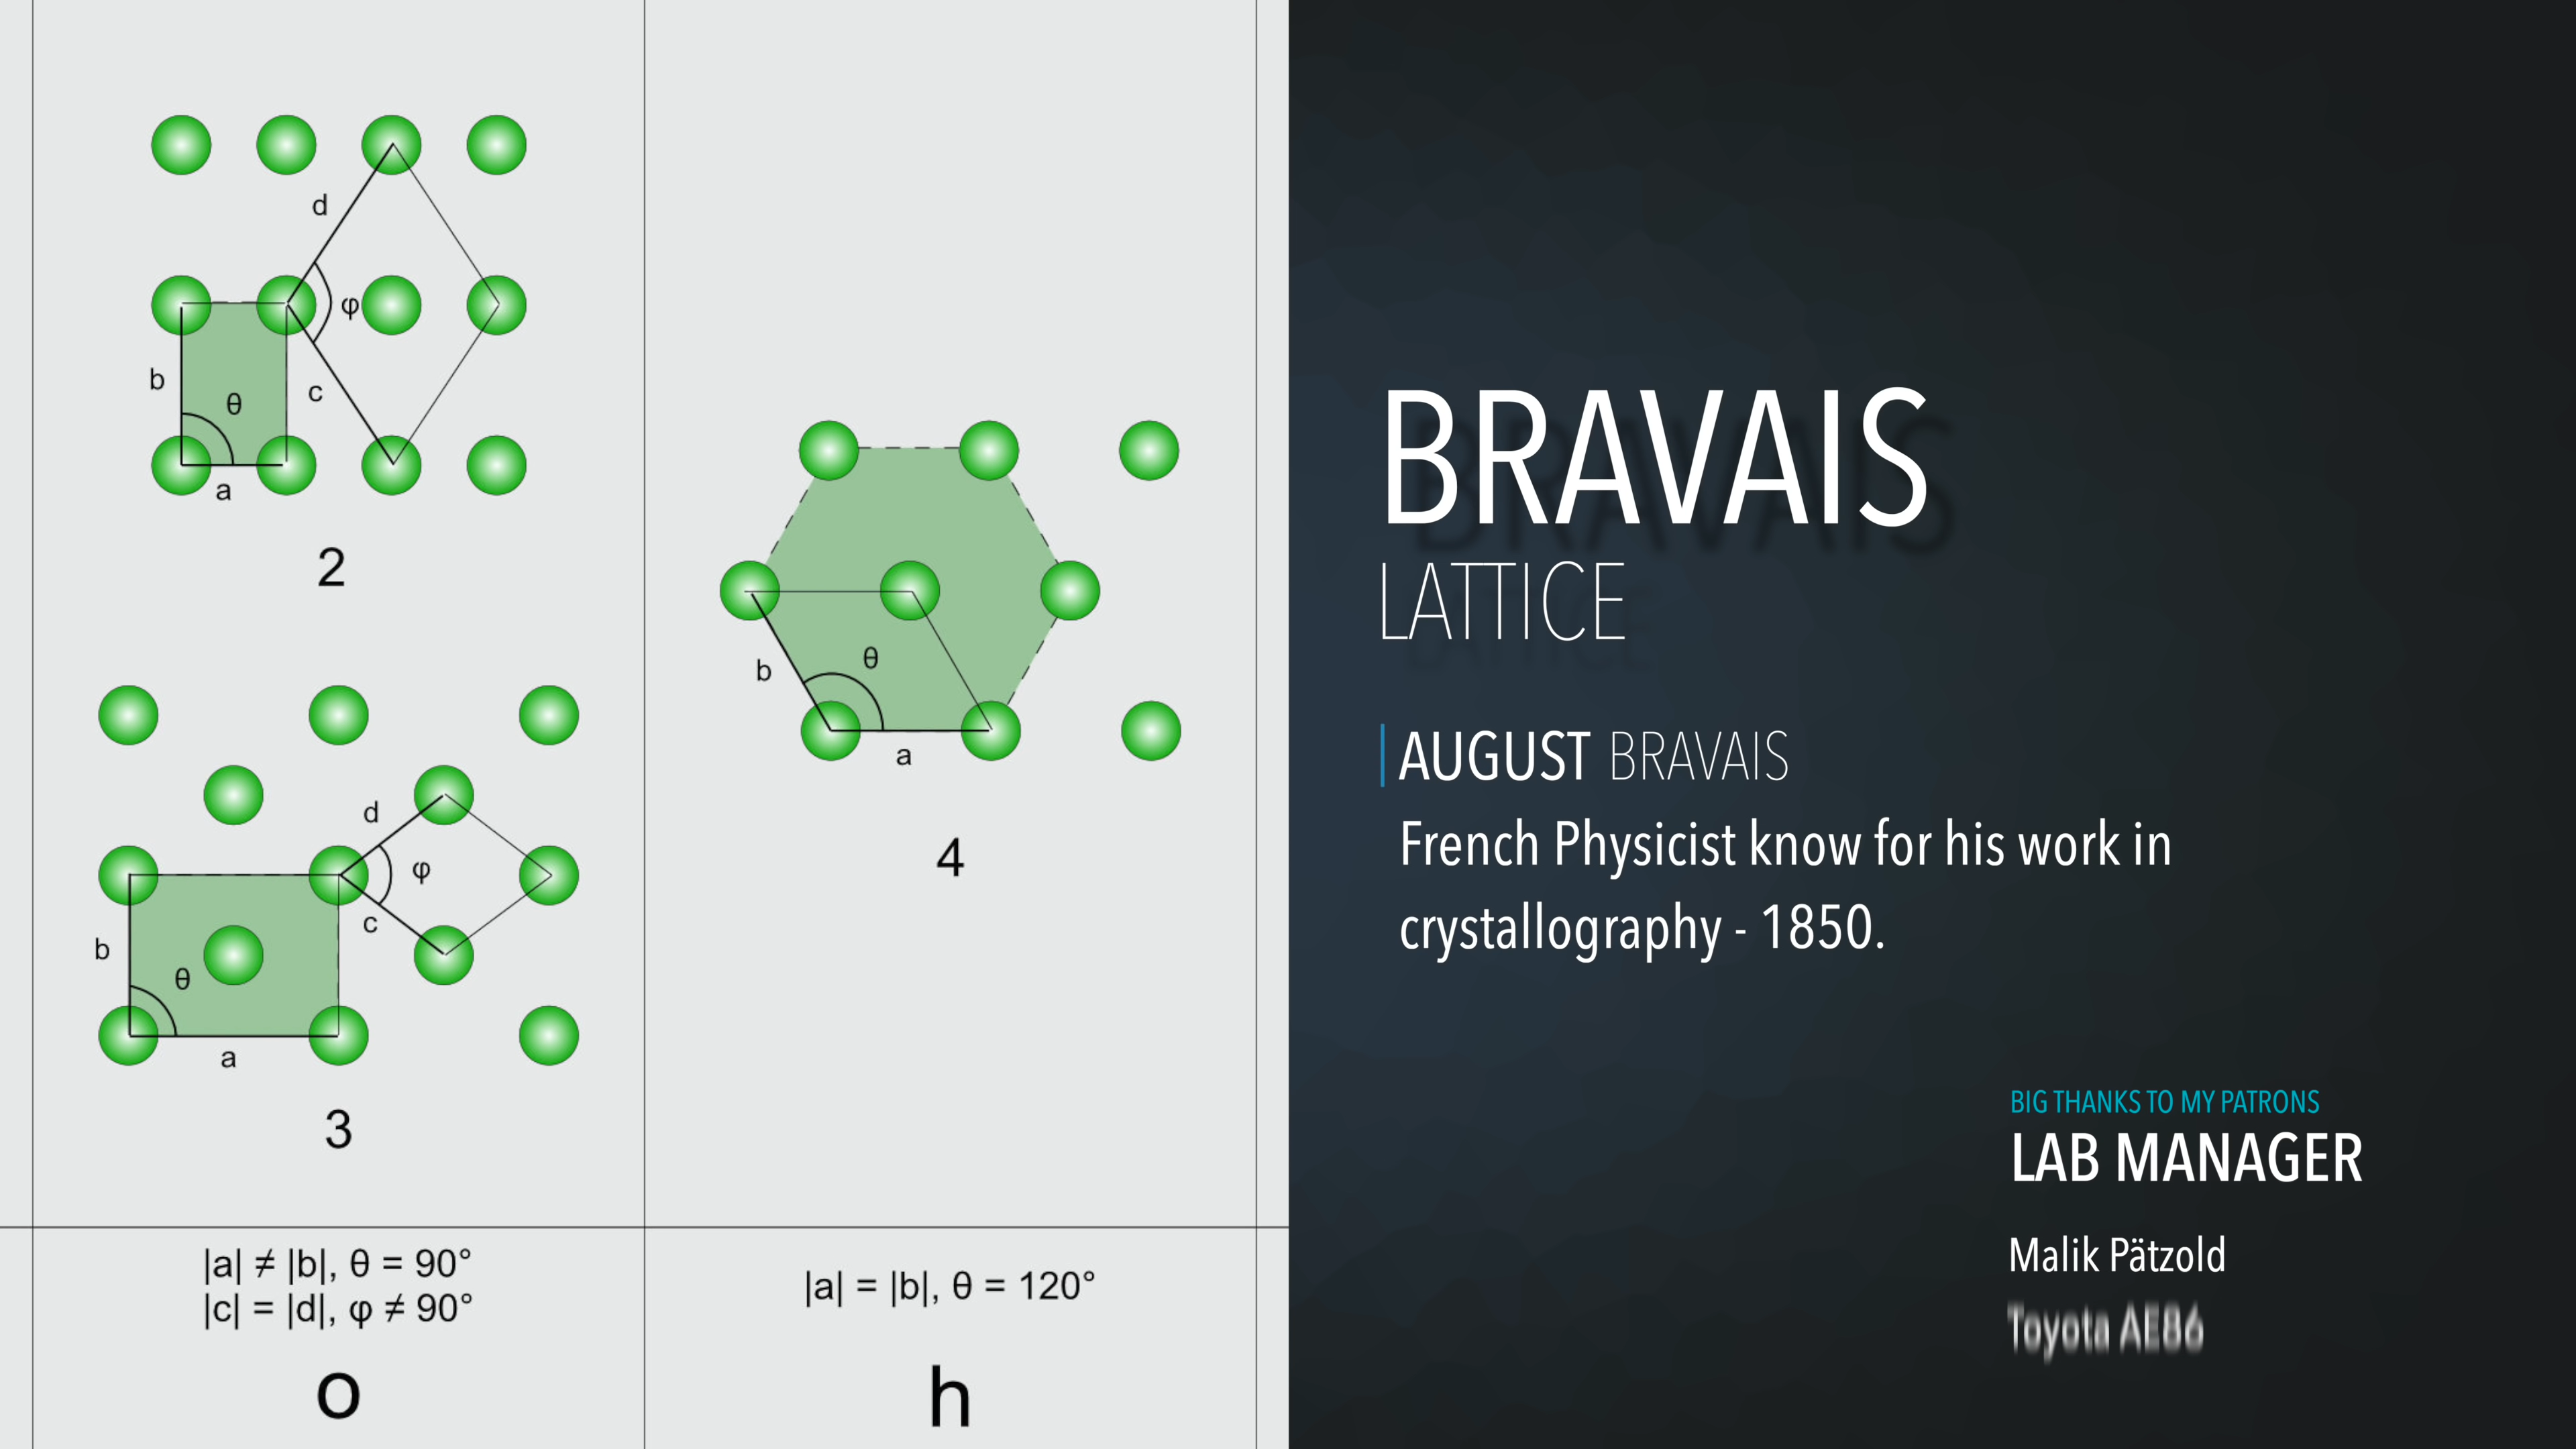 d
φ
b
θ
c
a
2
d
φ
c
b
θ
a
3
|a| ≠ |b|, θ = 90°
|c| = |d|, φ ≠ 90°
o
θ
b
a
4
|a| = |b|, θ = 120°
h
BRAVAIS
LATTICE
AUGUST BRAVAIS
French Physicist know for his work in
crystallography - 1850.
BIG THANKS TO MY PATRONS
LAB MANAGER
Malik Pätzold
Toyota AE86